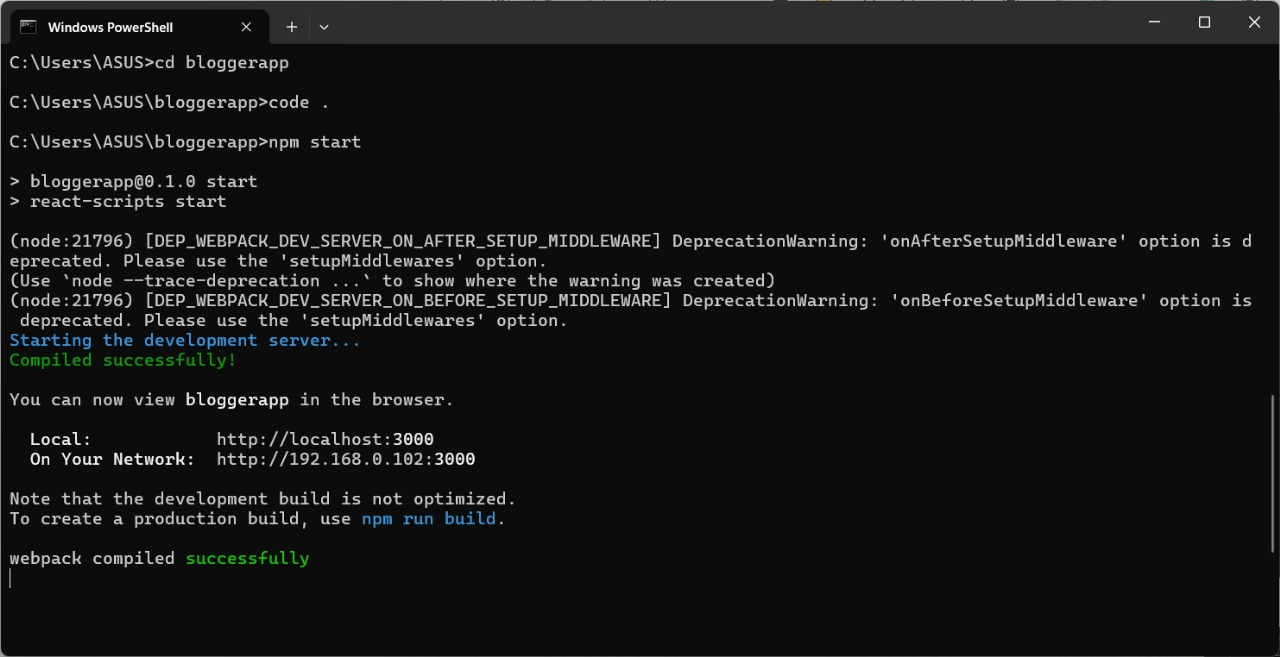 Windows PowerShell
C:\Users\ASUS>cd bloggerapp
C:\Users\ASUS\bloggerapp>code .
C:\Users\ASUS\bloggerapp>npm start
> bloggerapp@0.1.0 start
> react-scripts start
(node:21796) [DEP_WEBPACK_DEV_SERVER_ON_AFTER_SETUP_MIDDLEWARE] DeprecationWarning: 'onAfterSetupMiddleware' option is d
eprecated. Please use the 'setupMiddlewares' option.
(Use `node --trace-deprecation ...` to show where the warning was created)
(node:21796) [DEP_WEBPACK_DEV_SERVER_ON_BEFORE_SETUP_MIDDLEWARE] DeprecationWarning: 'onBeforeSetupMiddleware' option is
 deprecated. Please use the 'setupMiddlewares' option.
Starting the development server...
Compiled successfully!
You can now view bloggerapp in the browser.
  Local:            http://localhost:3000
  On Your Network:  http://192.168.0.102:3000
Note that the development build is not optimized.
To create a production build, use npm run build.
webpack compiled successfully